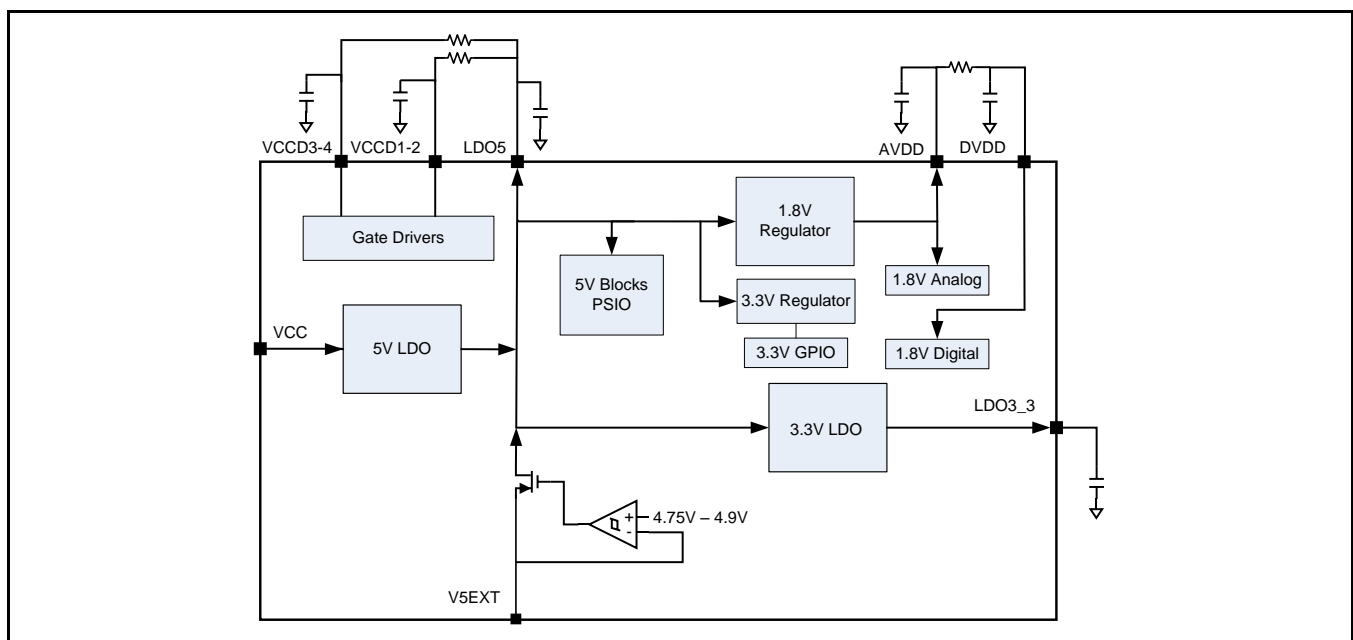 VCCD3-4
VCCD1-2
LDO5
AVDD
DVDD
Gate Drivers
1.8V
Regulator
5V Blocks
PSIO
3.3V Regulator
1.8V Analog
VCC
5V LDO
3.3V GPIO
1.8V Digital
LDO3_3
3.3V LDO
+
-
4.75V – 4.9V
V5EXT